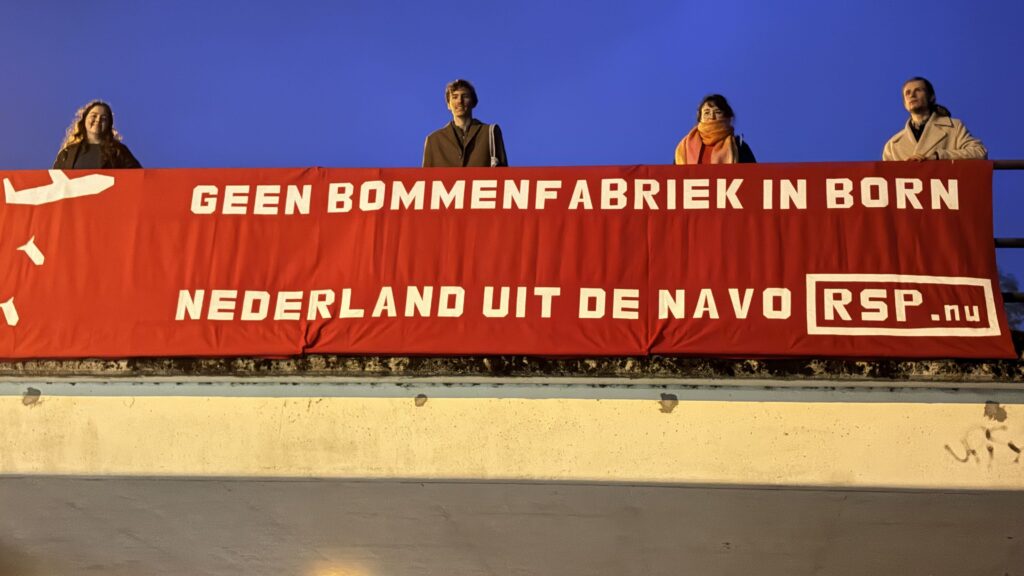 GEEN BOMMENFABRIEK IN BORN
NEDERLAND UIT DE NAVO RSP.nu